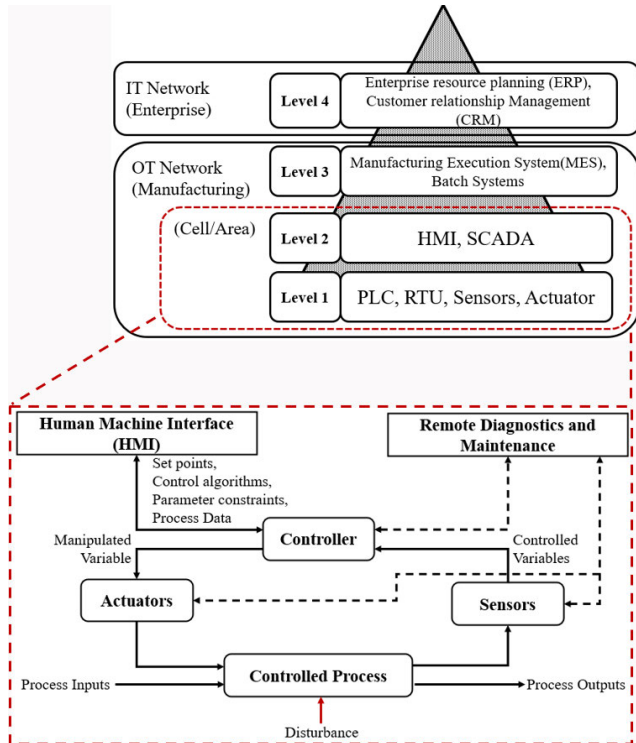 IT Network
(Enterprise)
Level 4
Enterprise resource planning (ERP),
Customer relationship Management
(CRM)
OT Network
(Manufacturing)
Level 3
Manufacturing Execution System(MES),
Batch Systems
(Cell/Area)
Level 2
HMI, SCADA
Level 1
PLC, RTU, Sensors, Actuator
Human Machine Interface
(HMI)
Remote Diagnostics and
Maintenance
Set points,
Control algorithms,
Parameter constraints,
Process Data
Controller
Manipulated
Variable
Controlled
Variables
Actuators
Sensors
Controlled Process
Process Inputs
Process Outputs
Disturbance